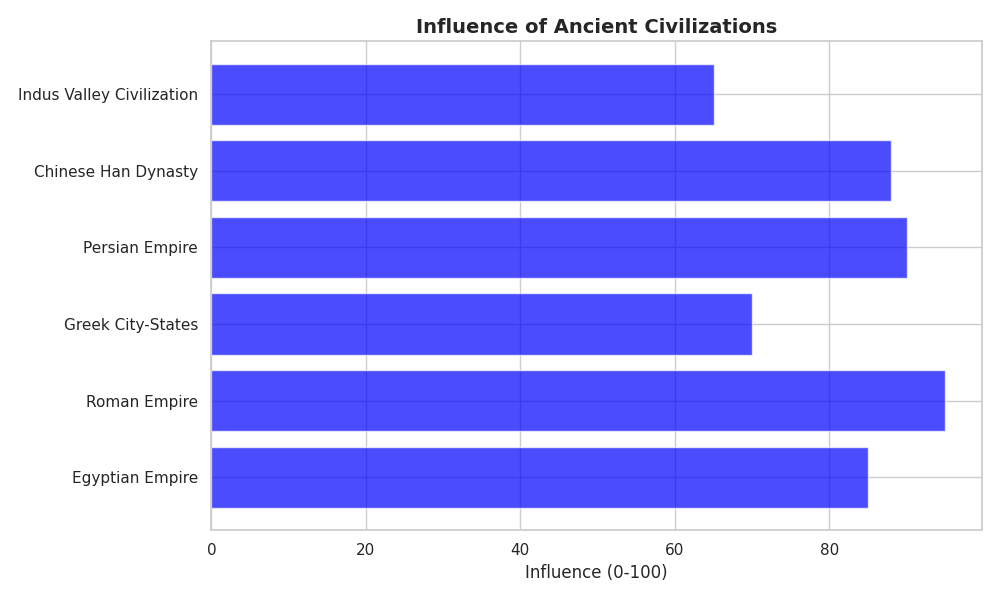 Influence of Ancient Civilizations
Indus Valley Civilization
Chinese Han Dynasty
Persian Empire
Greek City-States
Roman Empire
Egyptian Empire
0 20 40 60 80
Influence (0-100)